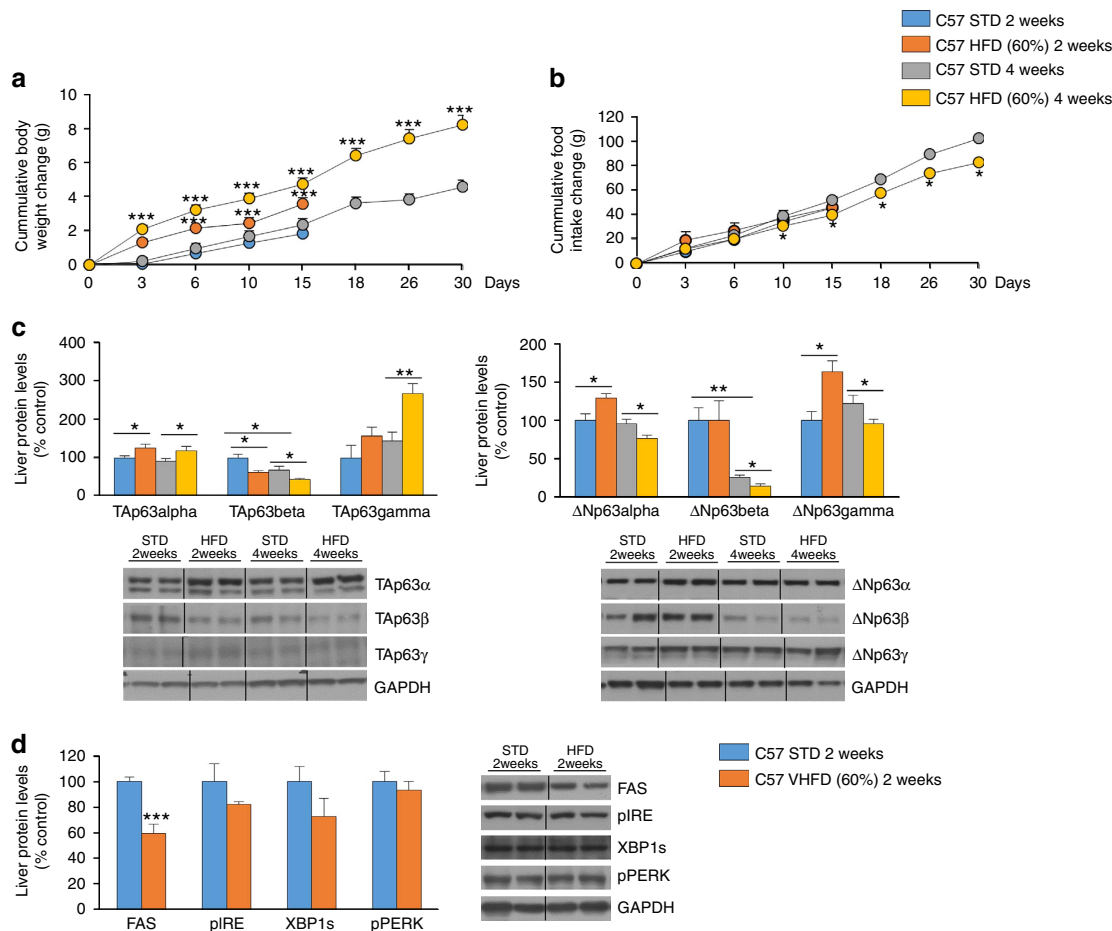 C57 STD 2 weeks
C57 HFD (60%) 2 weeks
C57 STD 4 weeks
C57 HFD (60%) 4 weeks
a
Cummulative body
weight change (g)
10
8
6
4
2
0
***
***
***
***
***
***
***
***
***
***
***
0 3 6 10 15 18 26 30 Days
b
Cummulative food
intake change (g)
120
100
80
60
40
20
0
*
*
*
*
*
0 3 6 10 15 18 26 30 Days
c
Liver protein levels
(% control)
400
300
200
100
0
*
*
*
*
*
**
TAp63alpha TAp63beta TAp63gamma
STD
2weeks
HFD
2weeks
STD
4weeks
HFD
4weeks
TAp63α
TAp63β
TAp63γ
GAPDH
Liver protein levels
(% control)
200
150
100
50
0
*
*
**
*
*
*
ΔNp63alpha ΔNp63beta ΔNp63gamma
STD
2weeks
HFD
2weeks
STD
4weeks
HFD
4weeks
ΔNp63α
ΔNp63β
ΔNp63γ
GAPDH
d
Liver protein levels
(% control)
120
100
80
60
40
20
0
***
FAS pIRE XBP1s pPERK
STD
2weeks
HFD
2weeks
FAS
pIRE
XBP1s
pPERK
GAPDH
C57 STD 2 weeks
C57 VHFD (60%) 2 weeks